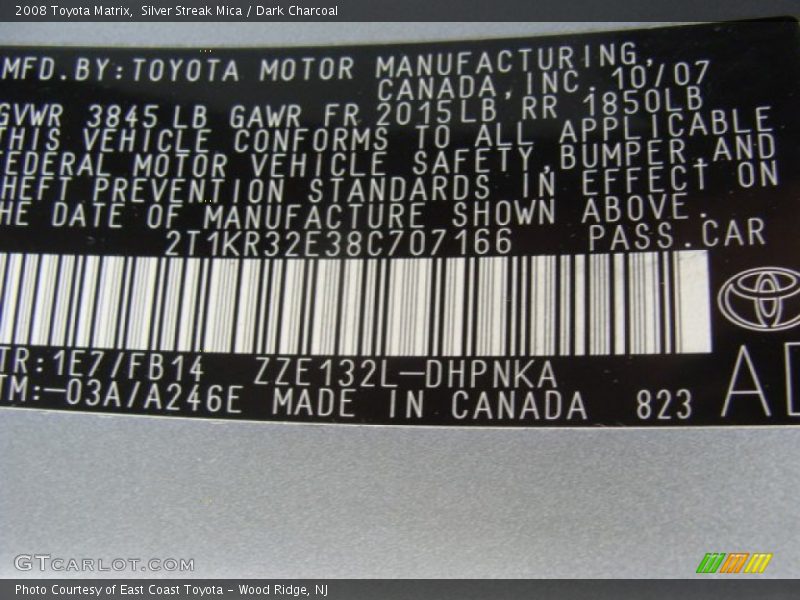 2008 Toyota Matrix, Silver Streak Mica / Dark Charcoal
MFD.BY:TOYOTA MOTOR MANUFACTURING,
CANADA,INC. 10/07
GVWR 3845 LB GAWR FR 2015LB,RR 1850LB
THIS VEHICLE CONFORMS TO ALL APPLICABLE
FEDERAL MOTOR VEHICLE SAFETY,BUMPER,AND
THEFT PREVENTION STANDARDS IN EFFECT ON
THE DATE OF MANUFACTURE SHOWN ABOVE.
2T1KR32E38C707166 PASS.CAR
TR:1E7/FB14 ZZE132L-DHPNKA
TM:-03A/A246E MADE IN CANADA 823
A
GTCARLOT.COM
Photo Courtesy of East Coast Toyota – Wood Ridge, NJ